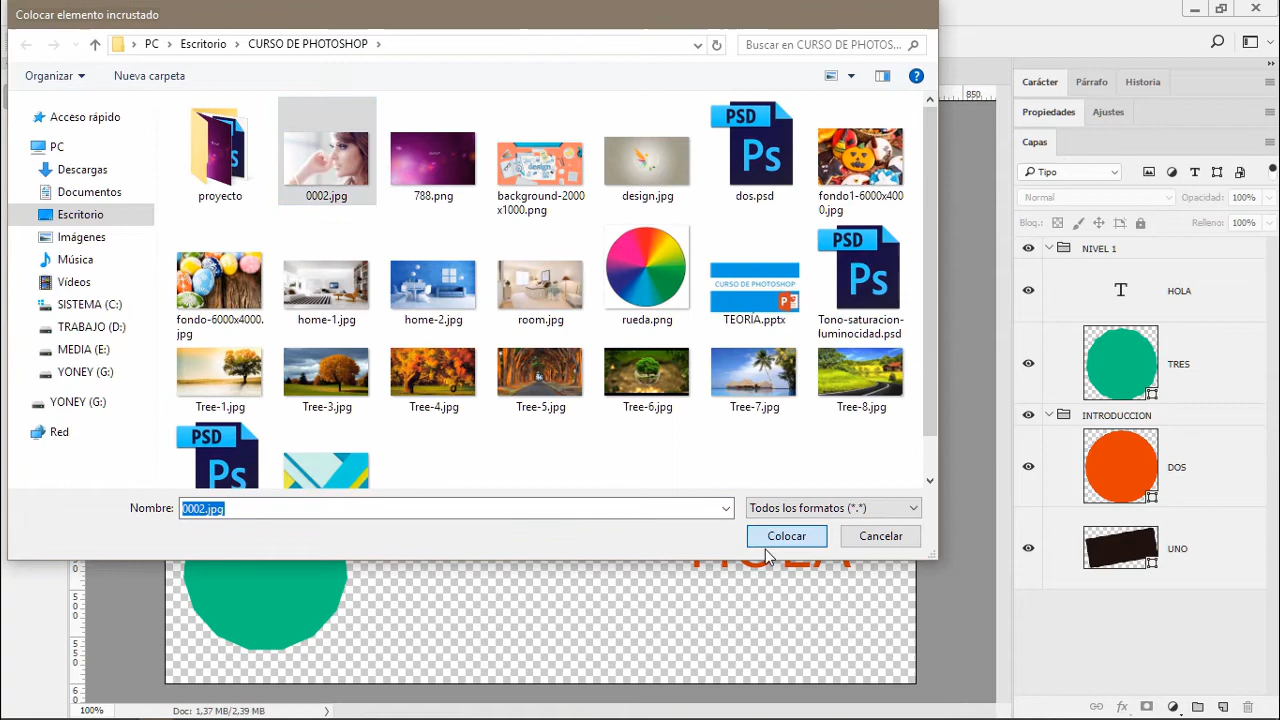 Colocar elemento incrustado
PC
Escritorio
CURSO DE PHOTOSHOP
Buscar en CURSO DE PHOTOS...
Organizar
Nueva carpeta
Acceso rápido
PC
Descargas
Documentos
Escritorio
Imágenes
Música
Vídeos
SISTEMA (C:)
TRABAJO (D:)
MEDIA (E:)
YONEY (G:)
YONEY (G:)
Red
proyecto
0002.jpg
788.png
background-2000
x1000.png
design.jpg
PSD
Ps
dos.psd
fondo1-6000x400
0.jpg
fondo-6000x4000.
jpg
home-1.jpg
home-2.jpg
room.jpg
rueda.png
CURSO DE PHOTOSHOP
TEORIA.pptx
PSD
Ps
Tono-saturacion-
luminocidad.psd
Tree-1.jpg
Tree-3.jpg
Tree-4.jpg
Tree-5.jpg
Tree-6.jpg
Tree-7.jpg
Tree-8.jpg
PSD
Ps
Nombre:
0002.jpg
Todos los formatos (*.*)
Colocar
Cancelar
HOLA
850
Carácter
Párrafo
Historia
Propiedades
Ajustes
Capas
Tipo
Normal
Opacidad: 100%
Bloq.:
Relleno: 100%
NIVEL 1
T
HOLA
TRES
INTRODUCCION
DOS
UNO
fx
100%
Doc: 1,37 MB/2,39 MB